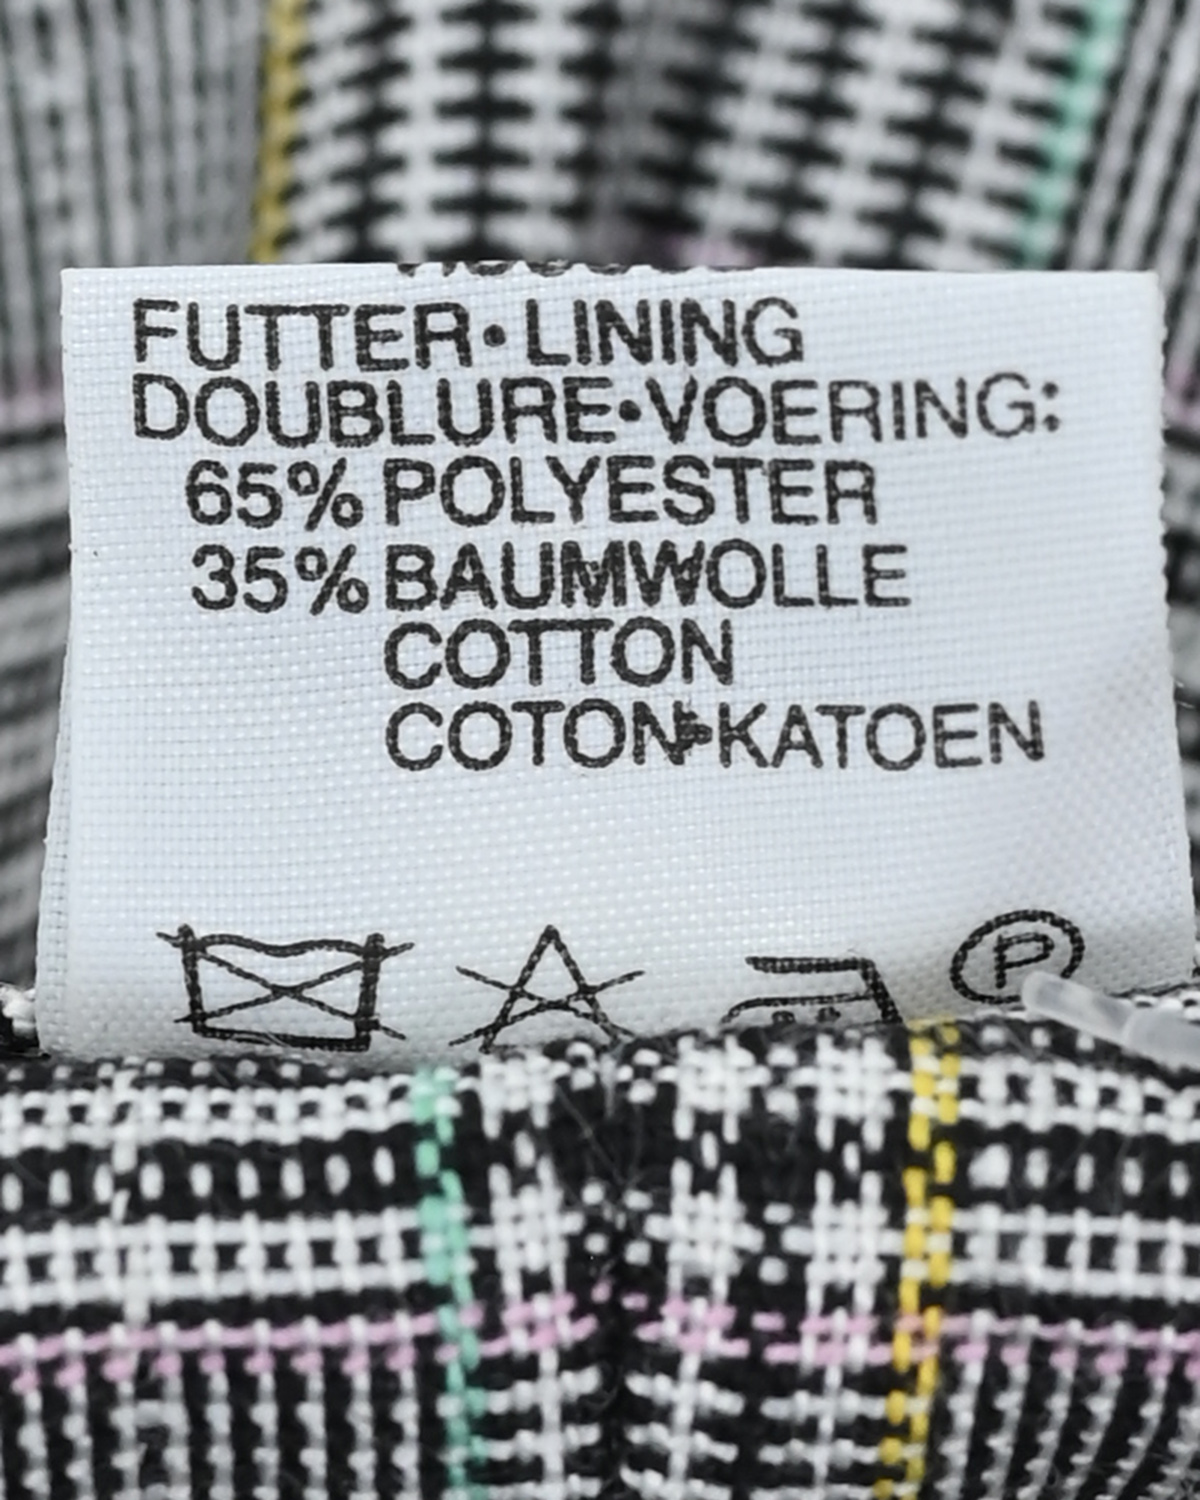 FUTTER•LINING
DOUBLURE•VOERING:
65% POLYESTER
35% BAUMWOLLE
COTTON
COTON•KATOEN
P